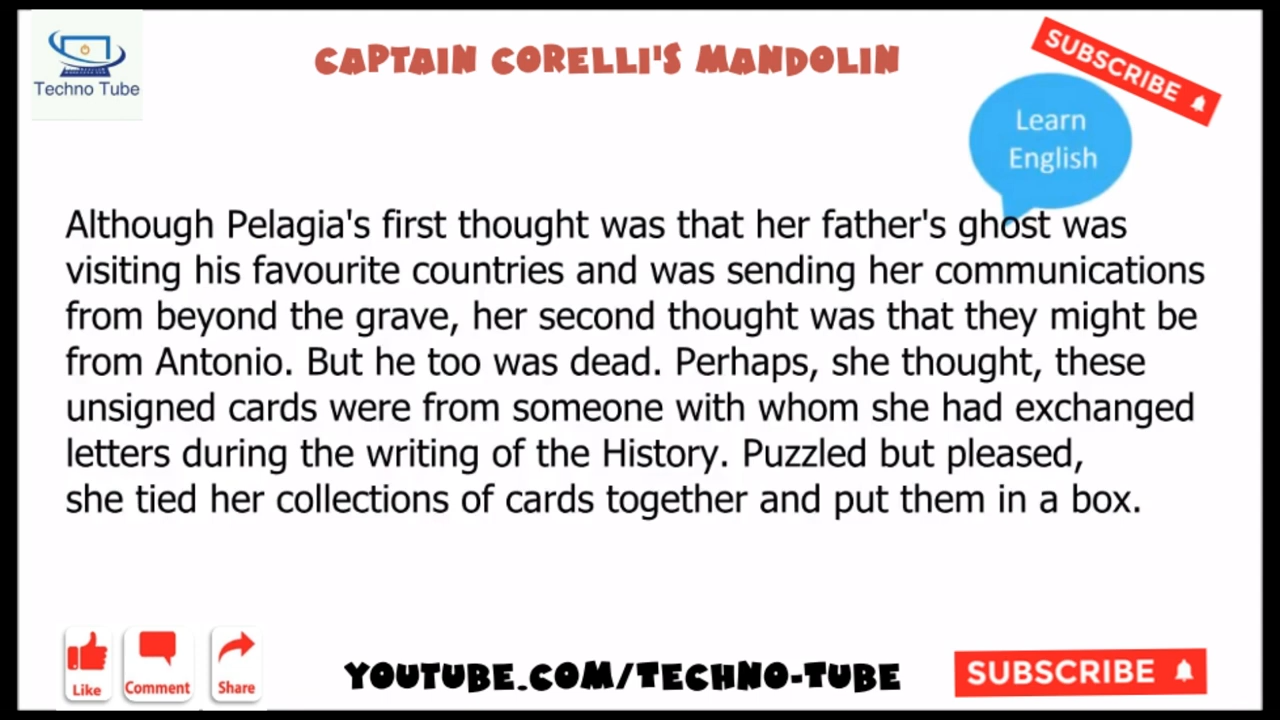 Techno Tube
CAPTAIN CORELLI'S MANDOLIN
SUBSCRIBE
Learn
English
Although Pelagia's first thought was that her father's ghost was
visiting his favourite countries and was sending her communications
from beyond the grave, her second thought was that they might be
from Antonio. But he too was dead. Perhaps, she thought, these
unsigned cards were from someone with whom she had exchanged
letters during the writing of the History. Puzzled but pleased,
she tied her collections of cards together and put them in a box.
Like
Comment
Share
YOUTUBE.COM/TECHNO-TUBE
SUBSCRIBE